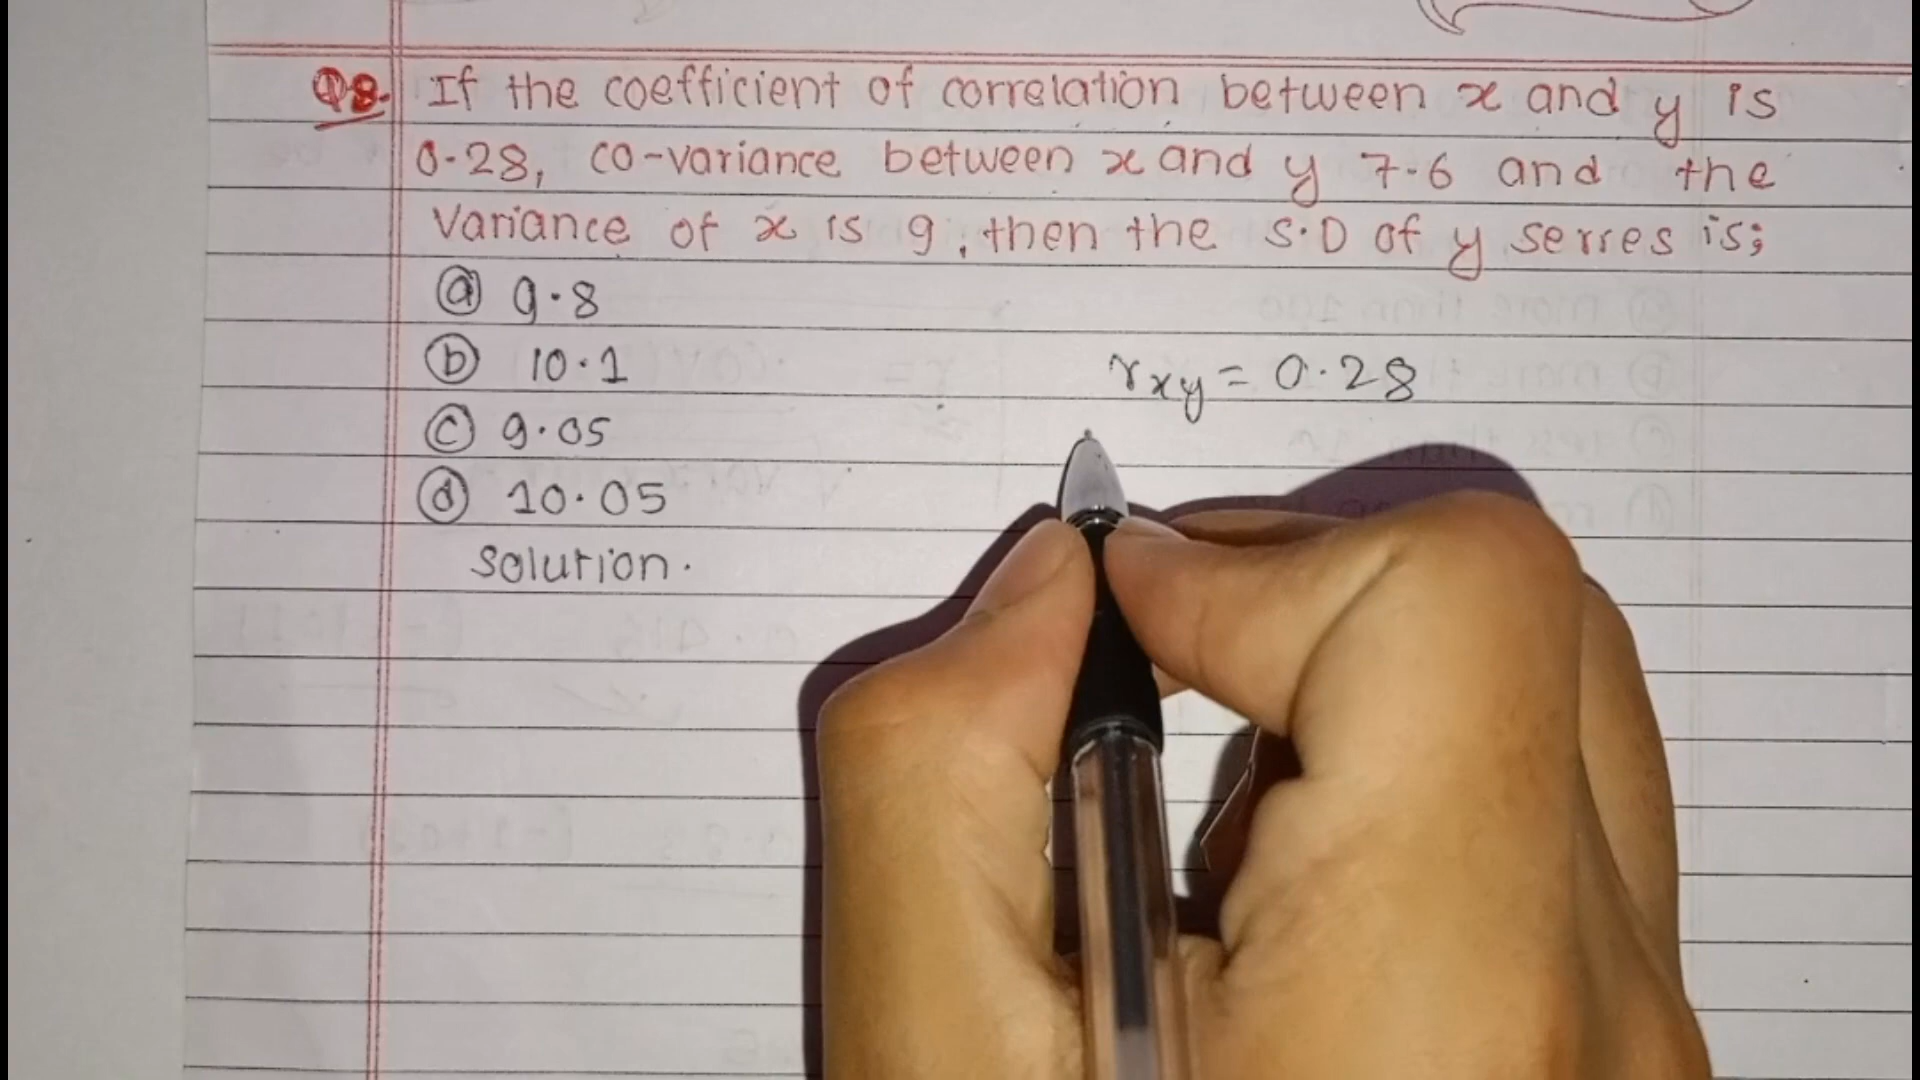 Q8. If the coefficient of correlation between x and y is
0.28, co-variance between x and y 7.6 and the
variance of x is 9, then the S.D of y serres is;
ⓐ 9.8
ⓑ 10.1
rxy = 0.28
ⓒ 9.05
ⓓ 10.05
Solution.